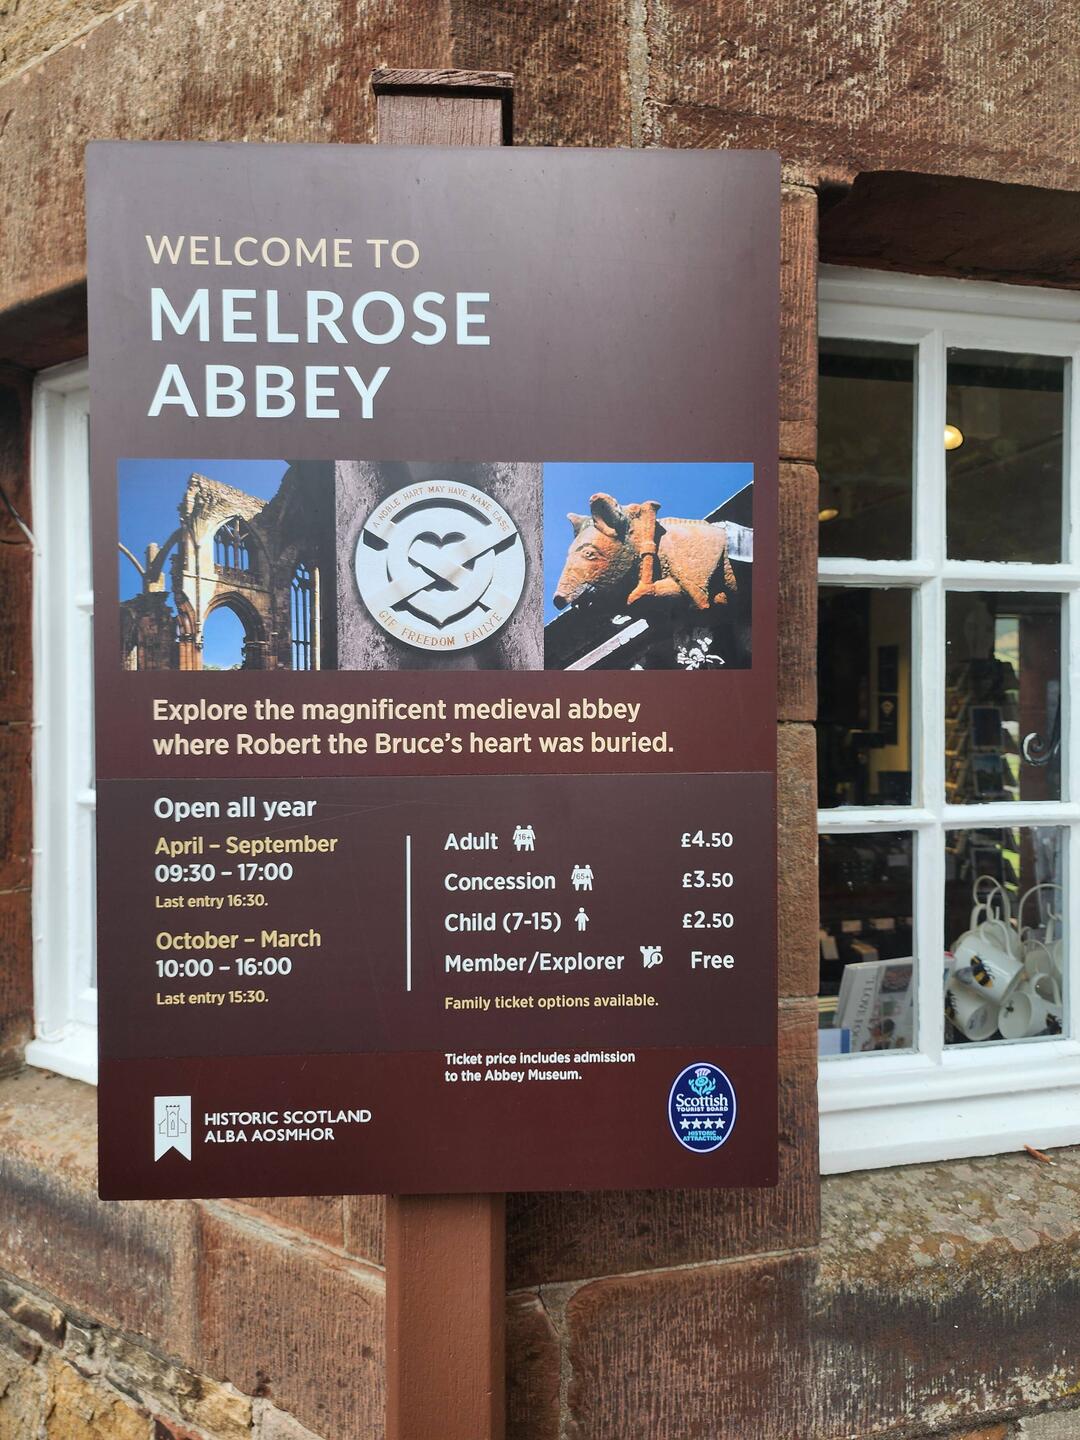 WELCOME TO
MELROSE
ABBEY
A NOBLE HART MAY HAVE NANE EASE
GIF FREEDOM FAILYE
Explore the magnificent medieval abbey
where Robert the Bruce's heart was buried.
Open all year
April – September
09:30 – 17:00
Last entry 16:30.
October – March
10:00 – 16:00
Last entry 15:30.
Adult 16+ £4.50
Concession 65+ £3.50
Child (7-15) £2.50
Member/Explorer Free
Family ticket options available.
Ticket price includes admission
to the Abbey Museum.
HISTORIC SCOTLAND
ALBA AOSMHOR
Scottish
TOURIST BOARD
HISTORIC
ATTRACTION